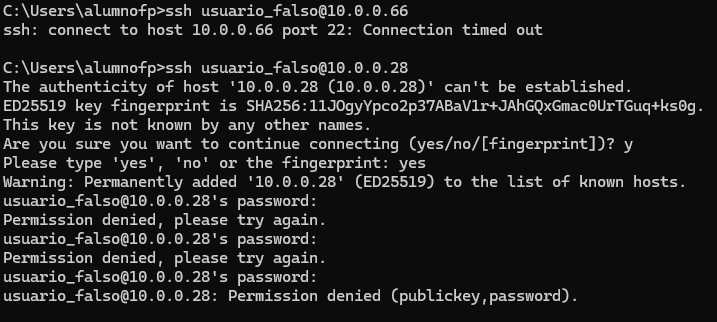 C:\Users\alumnofp>ssh usuario_falso@10.0.0.66
ssh: connect to host 10.0.0.66 port 22: Connection timed out
C:\Users\alumnofp>ssh usuario_falso@10.0.0.28
The authenticity of host '10.0.0.28 (10.0.0.28)' can't be established.
ED25519 key fingerprint is SHA256:11JOgyYpco2p37ABaV1r+JAhGQxGmac0UrTGuq+ks0g.
This key is not known by any other names.
Are you sure you want to continue connecting (yes/no/[fingerprint])? y
Please type 'yes', 'no' or the fingerprint: yes
Warning: Permanently added '10.0.0.28' (ED25519) to the list of known hosts.
usuario_falso@10.0.0.28's password:
Permission denied, please try again.
usuario_falso@10.0.0.28's password:
Permission denied, please try again.
usuario_falso@10.0.0.28's password:
usuario_falso@10.0.0.28: Permission denied (publickey,password).